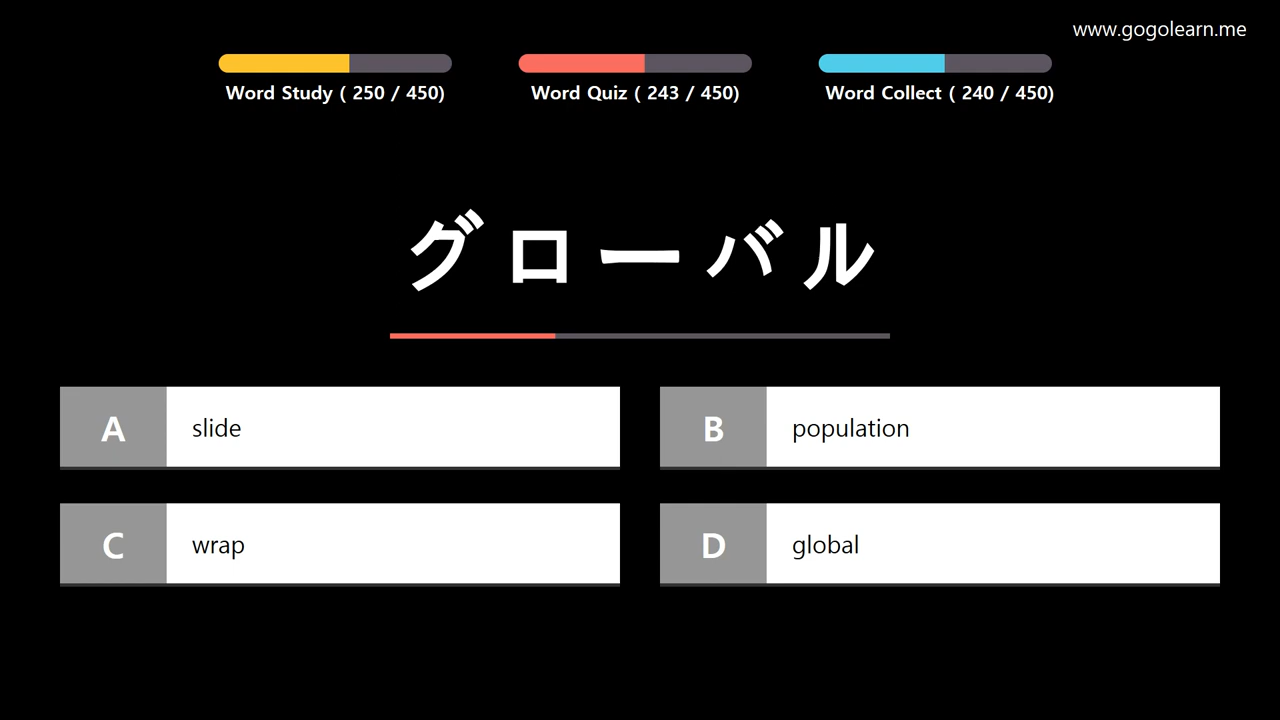 www.gogolearn.me
Word Study ( 250 / 450)
Word Quiz ( 243 / 450)
Word Collect ( 240 / 450)
グローバル
A slide
B population
C wrap
D global